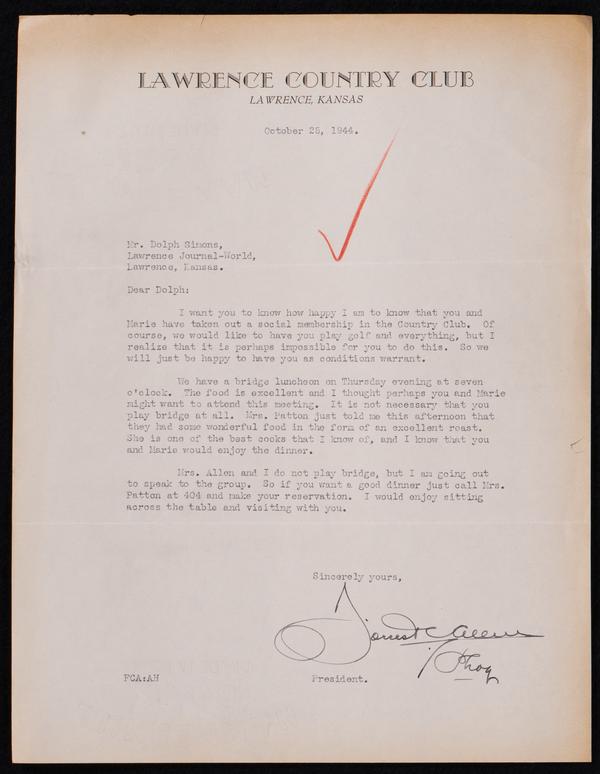 LAWRENCE COUNTRY CLUB
LAWRENCE, KANSAS
October 25, 1944.
Mr. Dolph Simons,
Lawrence Journal-World,
Lawrence, Kansas.
Dear Dolph:
I want you to know how happy I am to know that you and
Marie have taken out a social membership in the Country Club. Of
course, we would like to have you play golf and everything, but I
realize that it is perhaps impossible for you to do this. So we
will just be happy to have you as conditions warrant.
We have a bridge luncheon on Thursday evening at seven
o'clock. The food is excellent and I thought perhaps you and Marie
might want to attend this meeting. It is not necessary that you
play bridge at all. Mrs. Patton just told me this afternoon that
they had some wonderful food in the form of an excellent roast.
She is one of the best cooks that I know of, and I know that you
and Marie would enjoy the dinner.
Mrs. Allen and I do not play bridge, but I am going out
to speak to the group. So if you want a good dinner just call Mrs.
Patton at 404 and make your reservation. I would enjoy sitting
across the table and visiting with you.
Sincerely yours,
Forrest C Allen
/Phog
FCA:AH President.